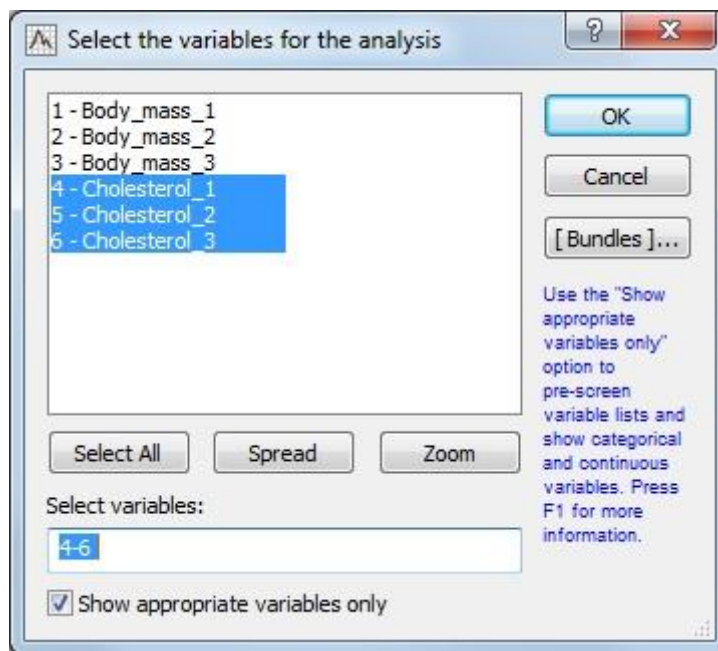 Select the variables for the analysis
?
X
1 - Body_mass_1
2 - Body_mass_2
3 - Body_mass_3
4 - Cholesterol_1
5 - Cholesterol_2
6 - Cholesterol_3
OK
Cancel
[ Bundles ]...
Use the "Show
appropriate
variables only"
option to
pre-screen
variable lists and
show categorical
and continuous
variables. Press
F1 for more
information.
Select All
Spread
Zoom
Select variables:
4-6
Show appropriate variables only